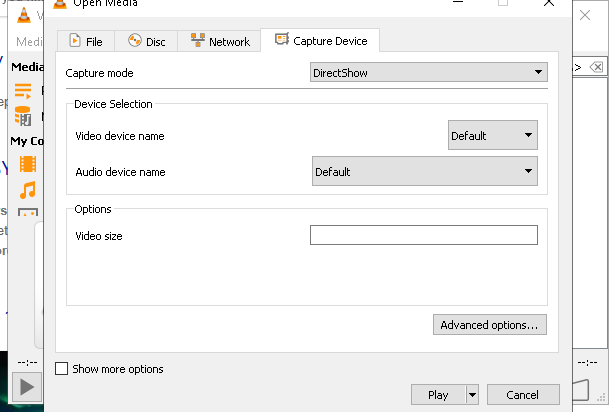 Open Media
Medi
File
Disc
Network
Capture Device
Media
Capture mode
DirectShow
Device Selection
Video device name
Default
My Co
Audio device name
Default
Options
Video size
Advanced options...
--:--
--:--
Show more options
Play
Cancel